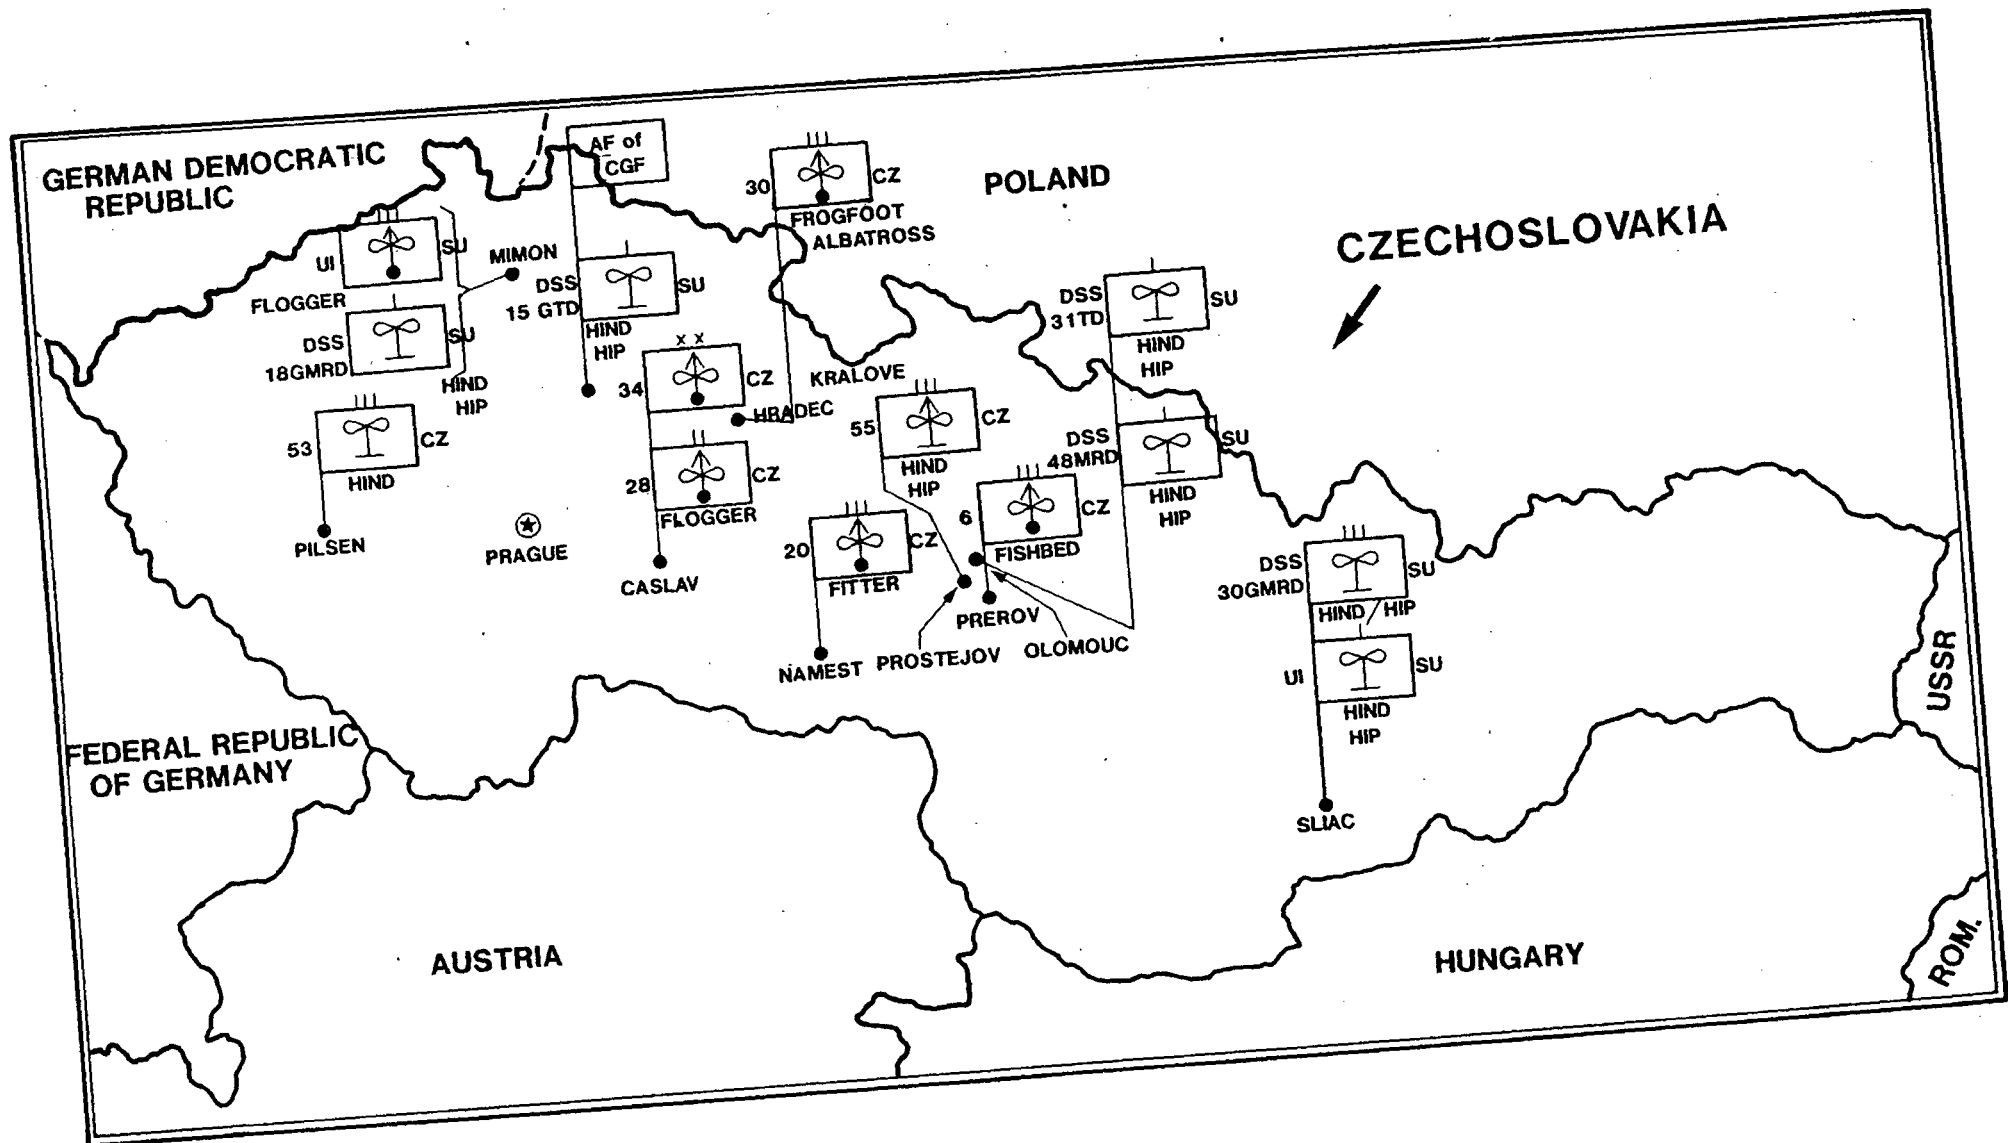 GERMAN DEMOCRATIC
REPUBLIC
AF of
CGF
30
CZ
FROGFOOT
ALBATROSS
POLAND
CZECHOSLOVAKIA
UI
SU
FLOGGER
MIMON
DSS
18GMRD
SU
HIND
HIP
DSS
15 GTD
SU
HIND
HIP
53
CZ
HIND
PILSEN
PRAGUE
x x
34
CZ
KRALOVE
HRADEC
28
CZ
FLOGGER
CASLAV
55
CZ
HIND
HIP
20
CZ
FITTER
NAMEST
6
CZ
FISHBED
PREROV
PROSTEJOV
OLOMOUC
DSS
31TD
SU
HIND
HIP
DSS
48MRD
SU
HIND
HIP
DSS
30GMRD
SU
HIND / HIP
UI
SU
HIND
HIP
SLIAC
USSR
FEDERAL REPUBLIC
OF GERMANY
AUSTRIA
HUNGARY
ROM.